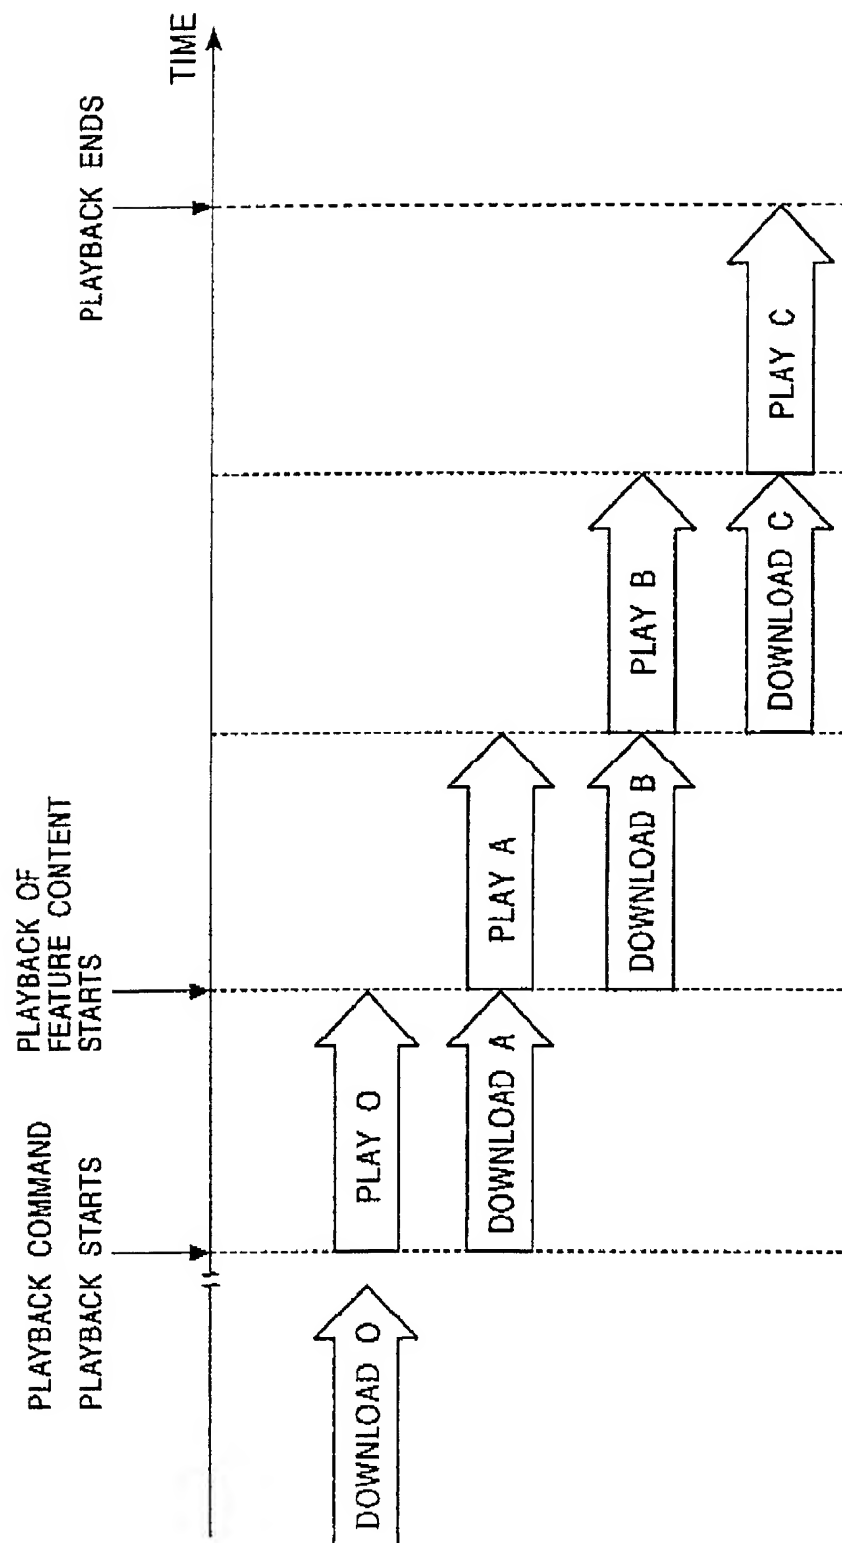 PLAYBACK COMMAND
PLAYBACK STARTS
PLAYBACK OF
FEATURE CONTENT
STARTS
PLAYBACK ENDS
TIME
DOWNLOAD O
PLAY O
DOWNLOAD A
PLAY A
DOWNLOAD B
PLAY B
DOWNLOAD C
PLAY C